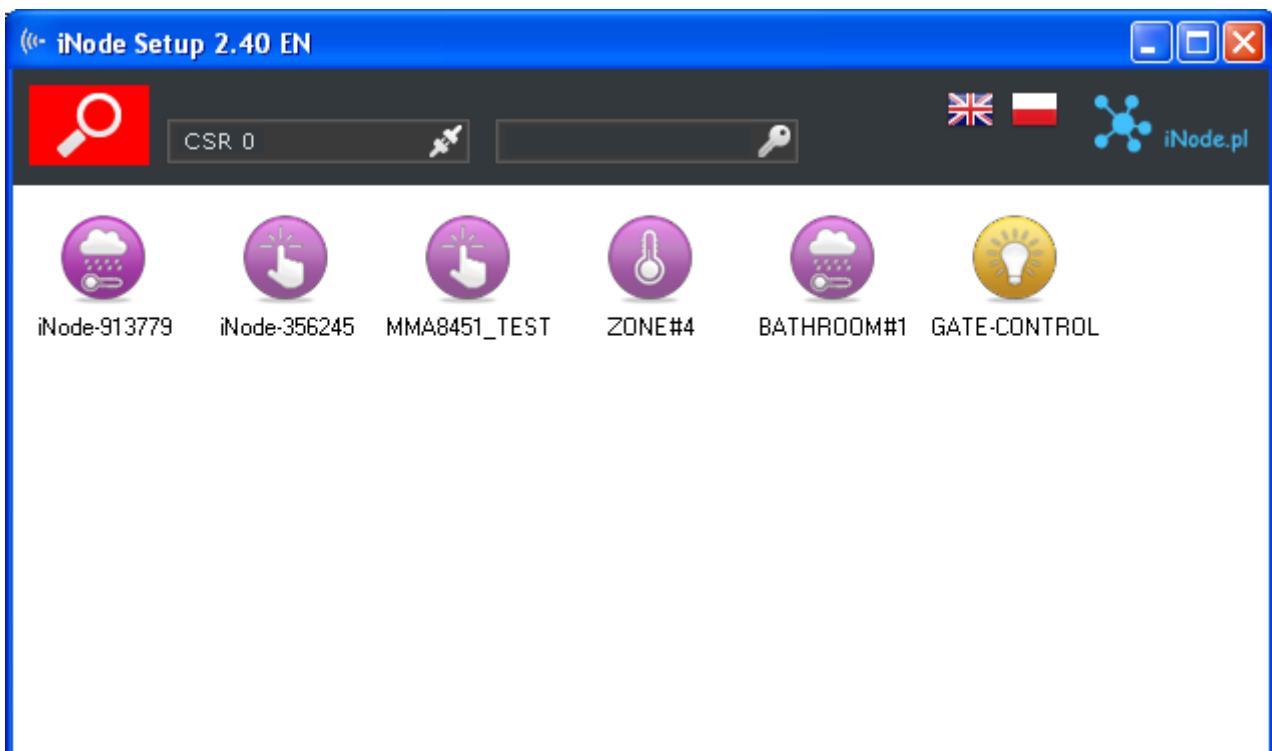 iNode Setup 2.40 EN
CSR 0
iNode.pl
iNode-913779 iNode-356245 MMA8451_TEST ZONE#4 BATHROOM#1 GATE-CONTROL